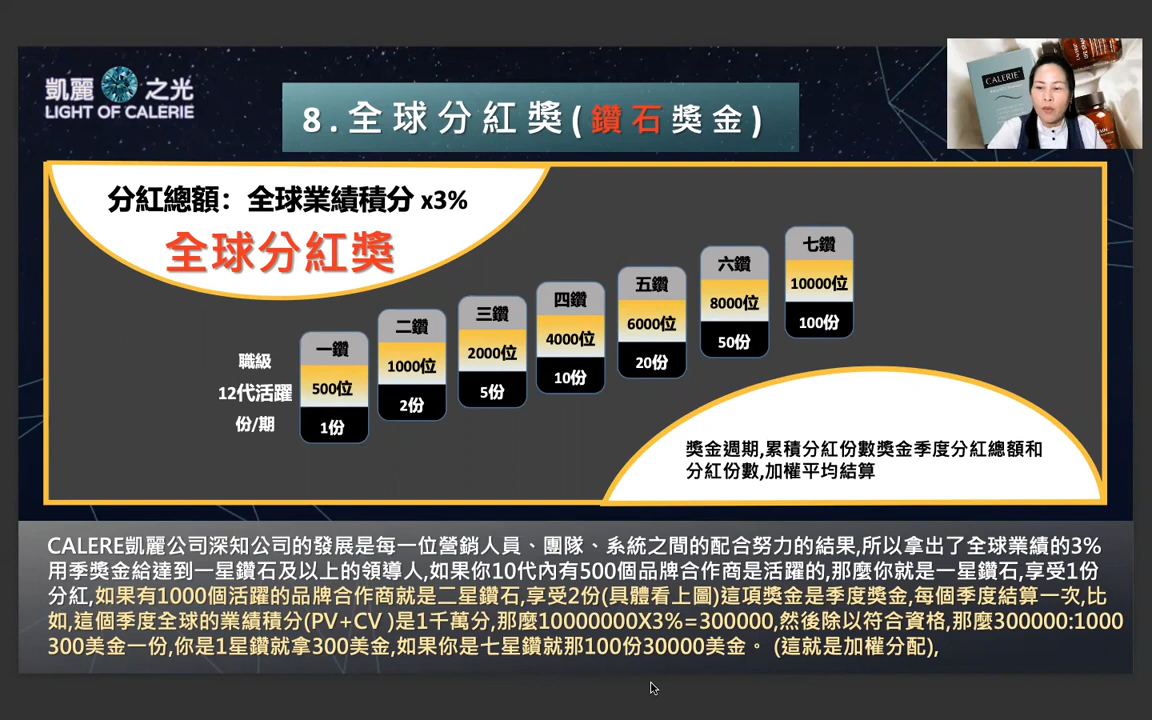 凱麗之光
LIGHT OF CALERIE
8.全球分紅獎(鑽石獎金)
CALERIE
分紅總額：全球業績積分 x3%
全球分紅獎
職級
12代活躍
份/期
一鑽
500位
1份
二鑽
1000位
2份
三鑽
2000位
5份
四鑽
4000位
10份
五鑽
6000位
20份
六鑽
8000位
50份
七鑽
10000位
100份
獎金週期,累積分紅份數獎金季度分紅總額和
分紅份數,加權平均結算
CALERE凱麗公司深知公司的發展是每一位營銷人員、團隊、系統之間的配合努力的結果,所以拿出了全球業績的3%
用季獎金給達到一星鑽石及以上的領導人,如果你10代內有500個品牌合作商是活躍的,那麼你就是一星鑽石,享受1份
分紅,如果有1000個活躍的品牌合作商就是二星鑽石,享受2份(具體看上圖)這項獎金是季度獎金,每個季度結算一次,比
如,這個季度全球的業績積分(PV+CV )是1千萬分,那麼10000000X3%=300000,然後除以符合資格,那麼300000:1000
300美金一份,你是1星鑽就拿300美金,如果你是七星鑽就那100份30000美金。 (這就是加權分配),